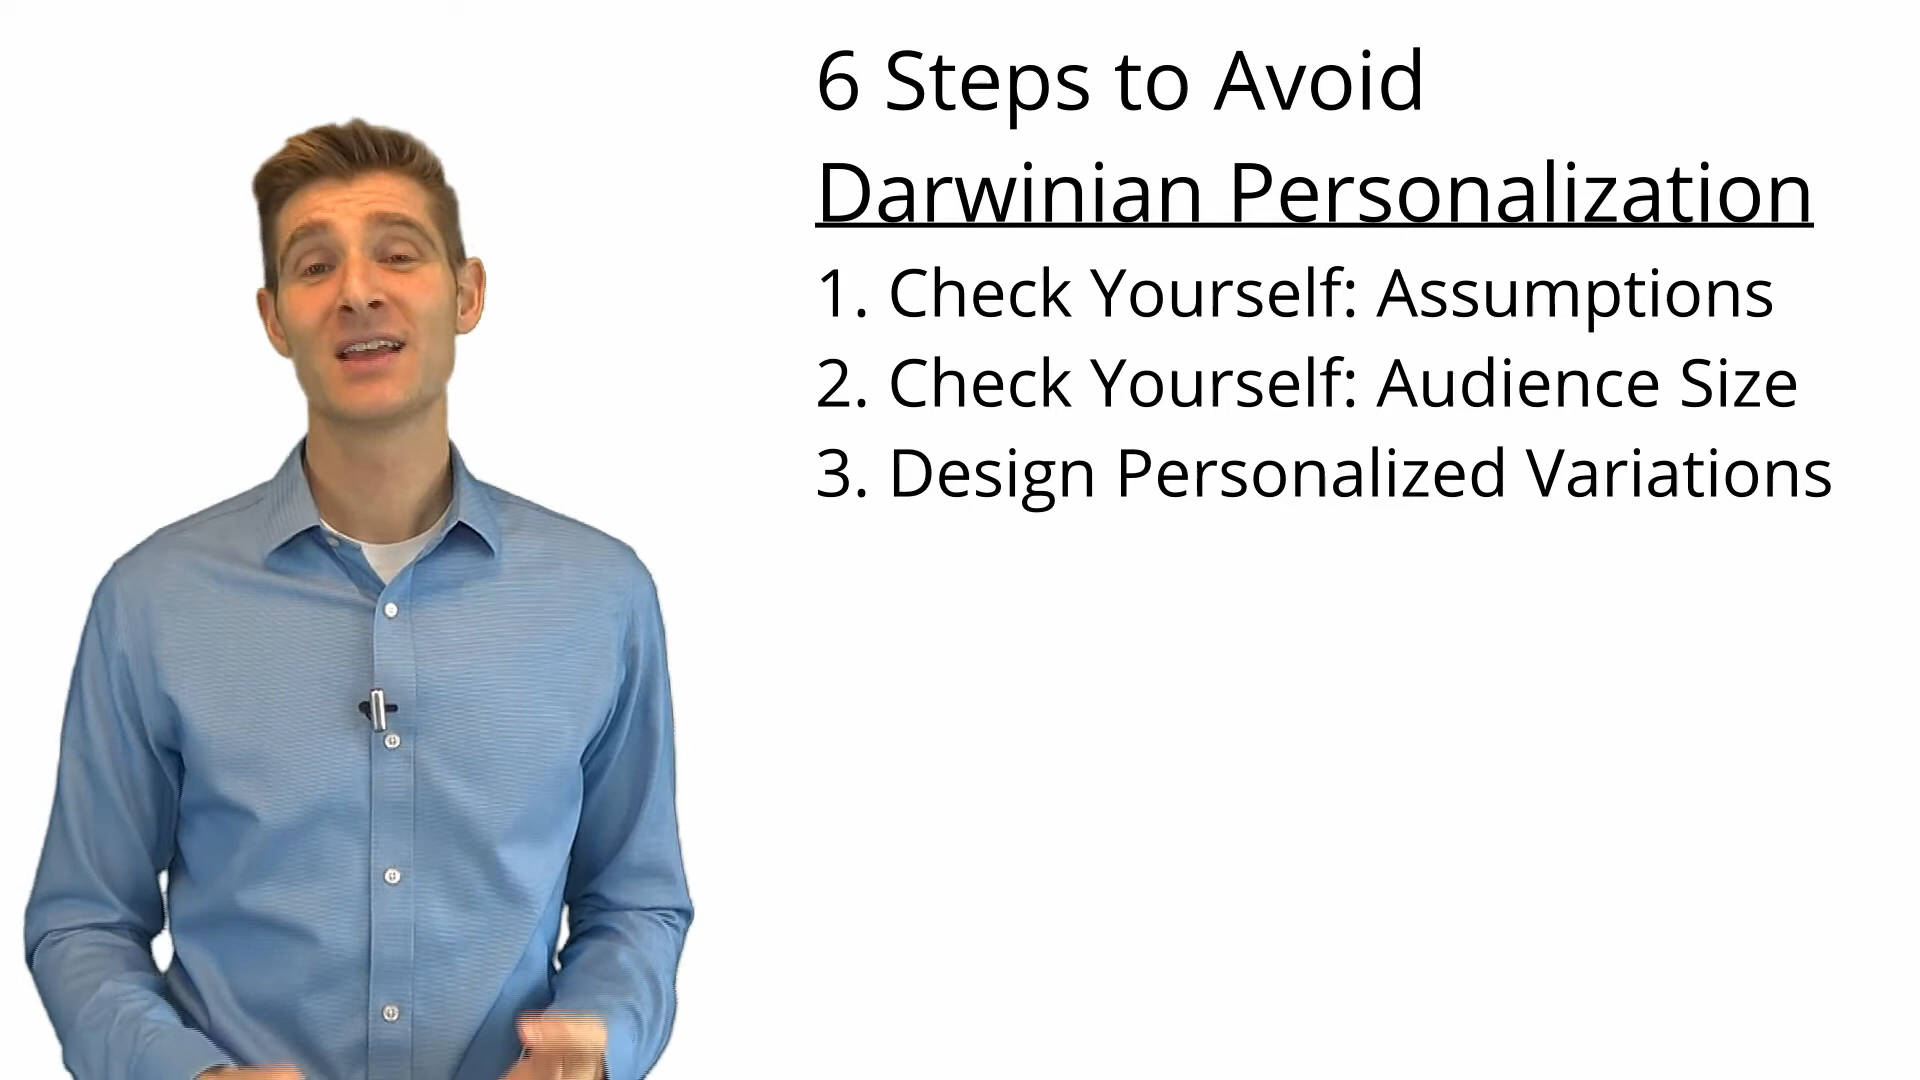 6 Steps to Avoid
Darwinian Personalization
1. Check Yourself: Assumptions
2. Check Yourself: Audience Size
3. Design Personalized Variations